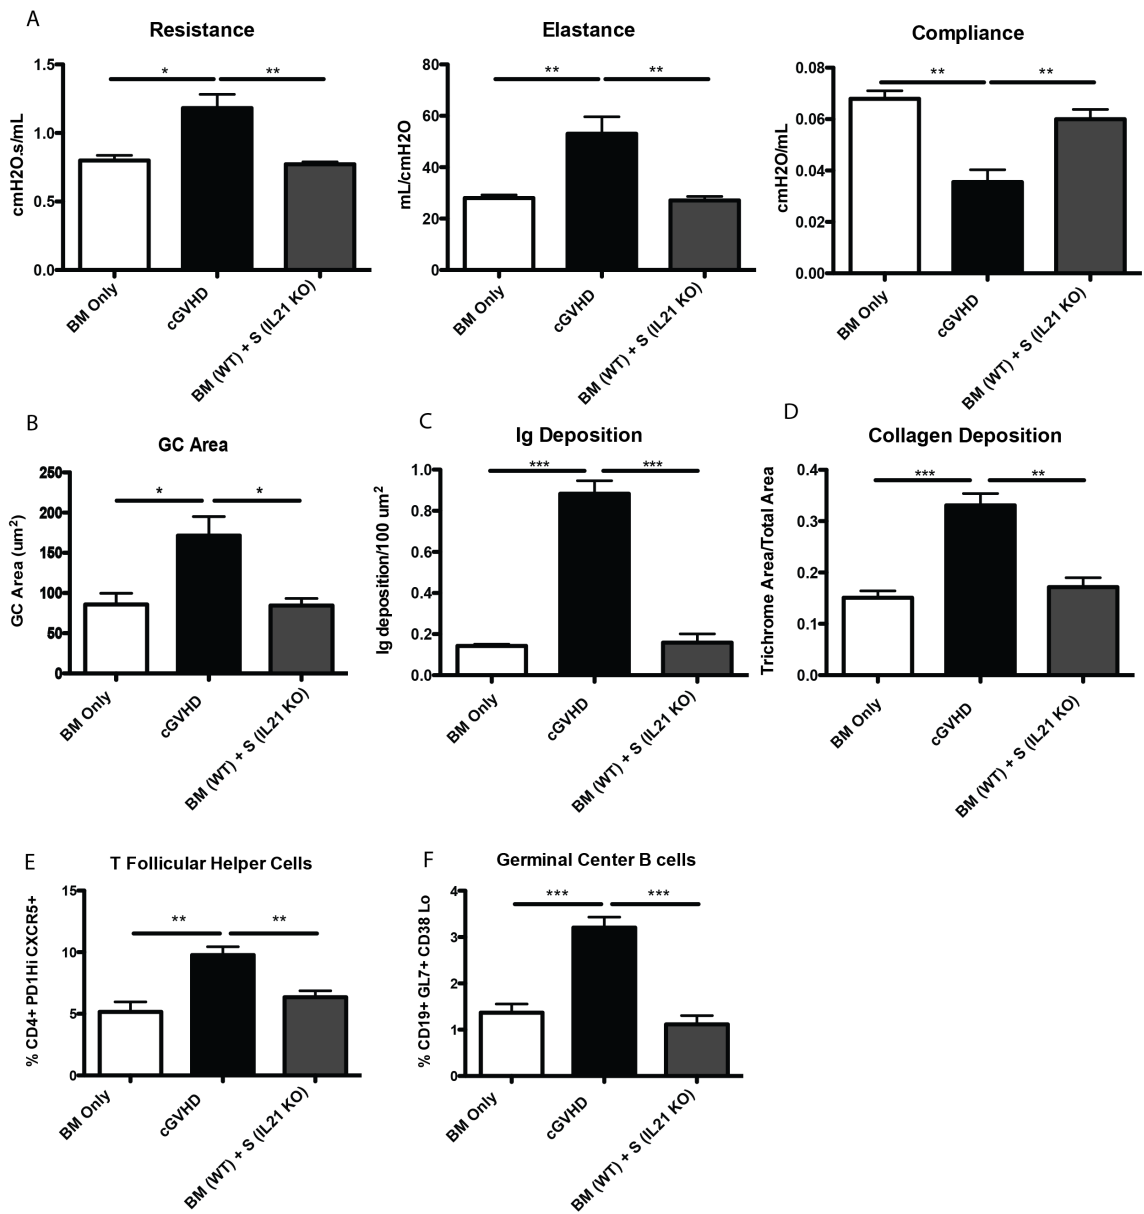 A
Resistance
cmH2O.s/mL
1.5
1.0
0.5
0.0
*
**
BM Only
cGVHD
BM (WT) + S (IL21 KO)
Elastance
mL/cmH2O
80
60
40
20
0
**
**
BM Only
cGVHD
BM (WT) + S (IL21 KO)
Compliance
cmH2O/mL
0.08
0.06
0.04
0.02
0.00
**
**
BM Only
cGVHD
BM (WT) + S (IL21 KO)
B
GC Area
GC Area (um2)
250
200
150
100
50
0
*
*
BM Only
cGVHD
BM (WT) + S (IL21 KO)
C
Ig Deposition
Ig deposition/100 um2
1.0
0.8
0.6
0.4
0.2
0.0
***
***
BM Only
cGVHD
BM (WT) + S (IL21 KO)
D
Collagen Deposition
Trichrome Area/Total Area
0.4
0.3
0.2
0.1
0.0
***
**
BM Only
cGVHD
BM (WT) + S (IL21 KO)
E
T Follicular Helper Cells
% CD4+ PD1Hi CXCR5+
15
10
5
0
**
**
BM Only
cGVHD
BM (WT) + S (IL21 KO)
F
Germinal Center B cells
% CD19+ GL7+ CD38 Lo
4
3
2
1
0
***
***
BM Only
cGVHD
BM (WT) + S (IL21 KO)